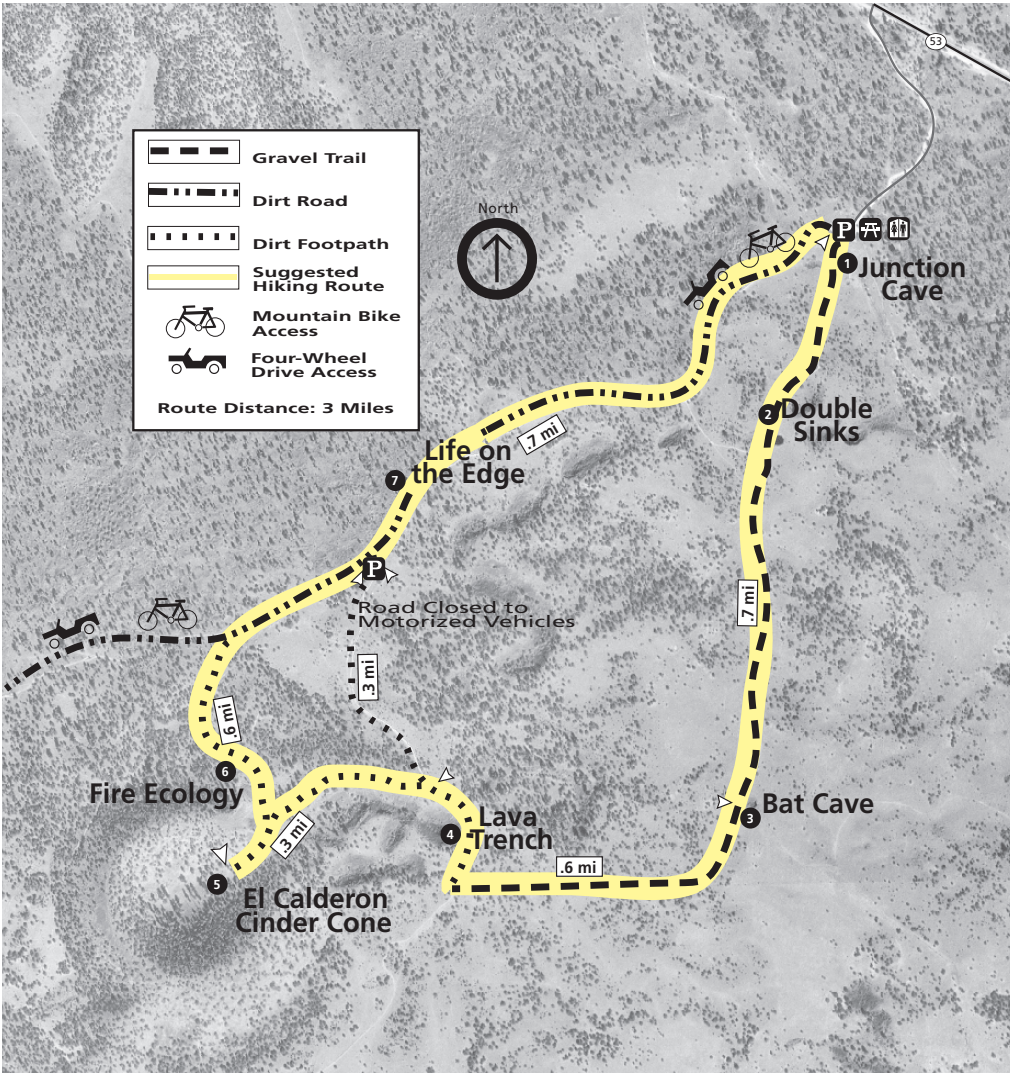 53
Gravel Trail
Dirt Road
Dirt Footpath
Suggested
Hiking Route
Mountain Bike
Access
Four-Wheel
Drive Access
Route Distance: 3 Miles
North
P
1
Junction
Cave
2
Double
Sinks
.7 mi
Life on
the Edge
7
P
Road Closed to
Motorized Vehicles
.7 mi
.3 mi
.6 mi
6
Fire Ecology
3
Bat Cave
Lava
Trench
4
.3 mi
.6 mi
5
El Calderon
Cinder Cone